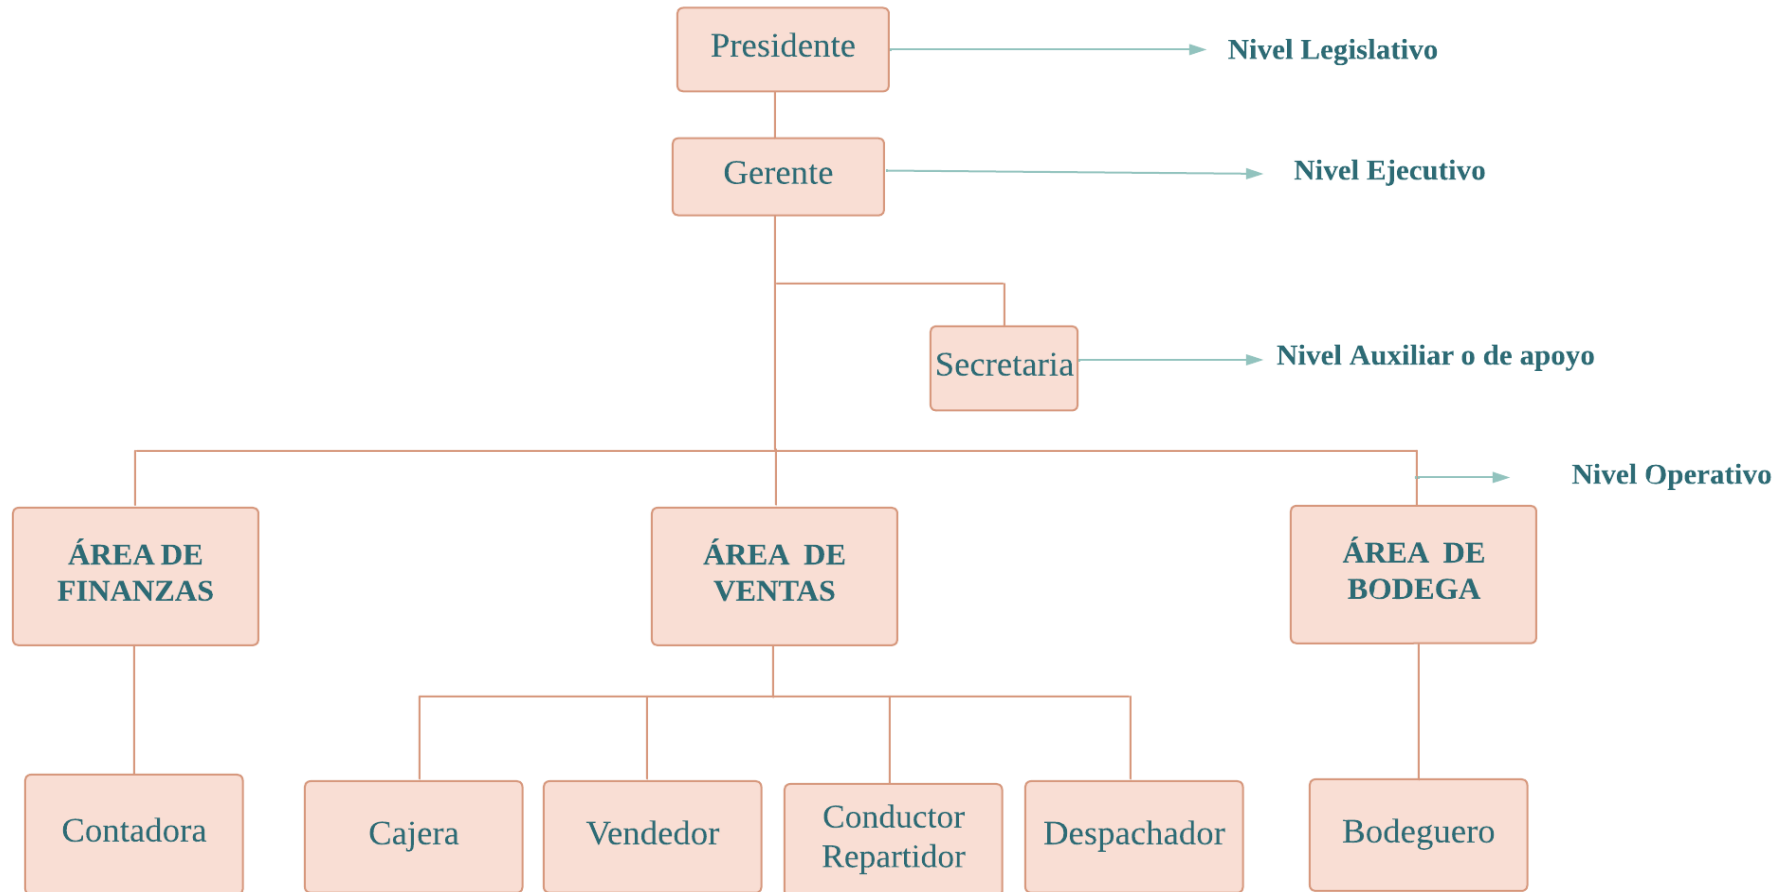 Presidente
Nivel Legislativo
Gerente
Nivel Ejecutivo
Secretaria
Nivel Auxiliar o de apoyo
Nivel Operativo
ÁREA DE
FINANZAS
ÁREA DE
VENTAS
ÁREA DE
BODEGA
Contadora
Cajera
Vendedor
Conductor
Repartidor
Despachador
Bodeguero